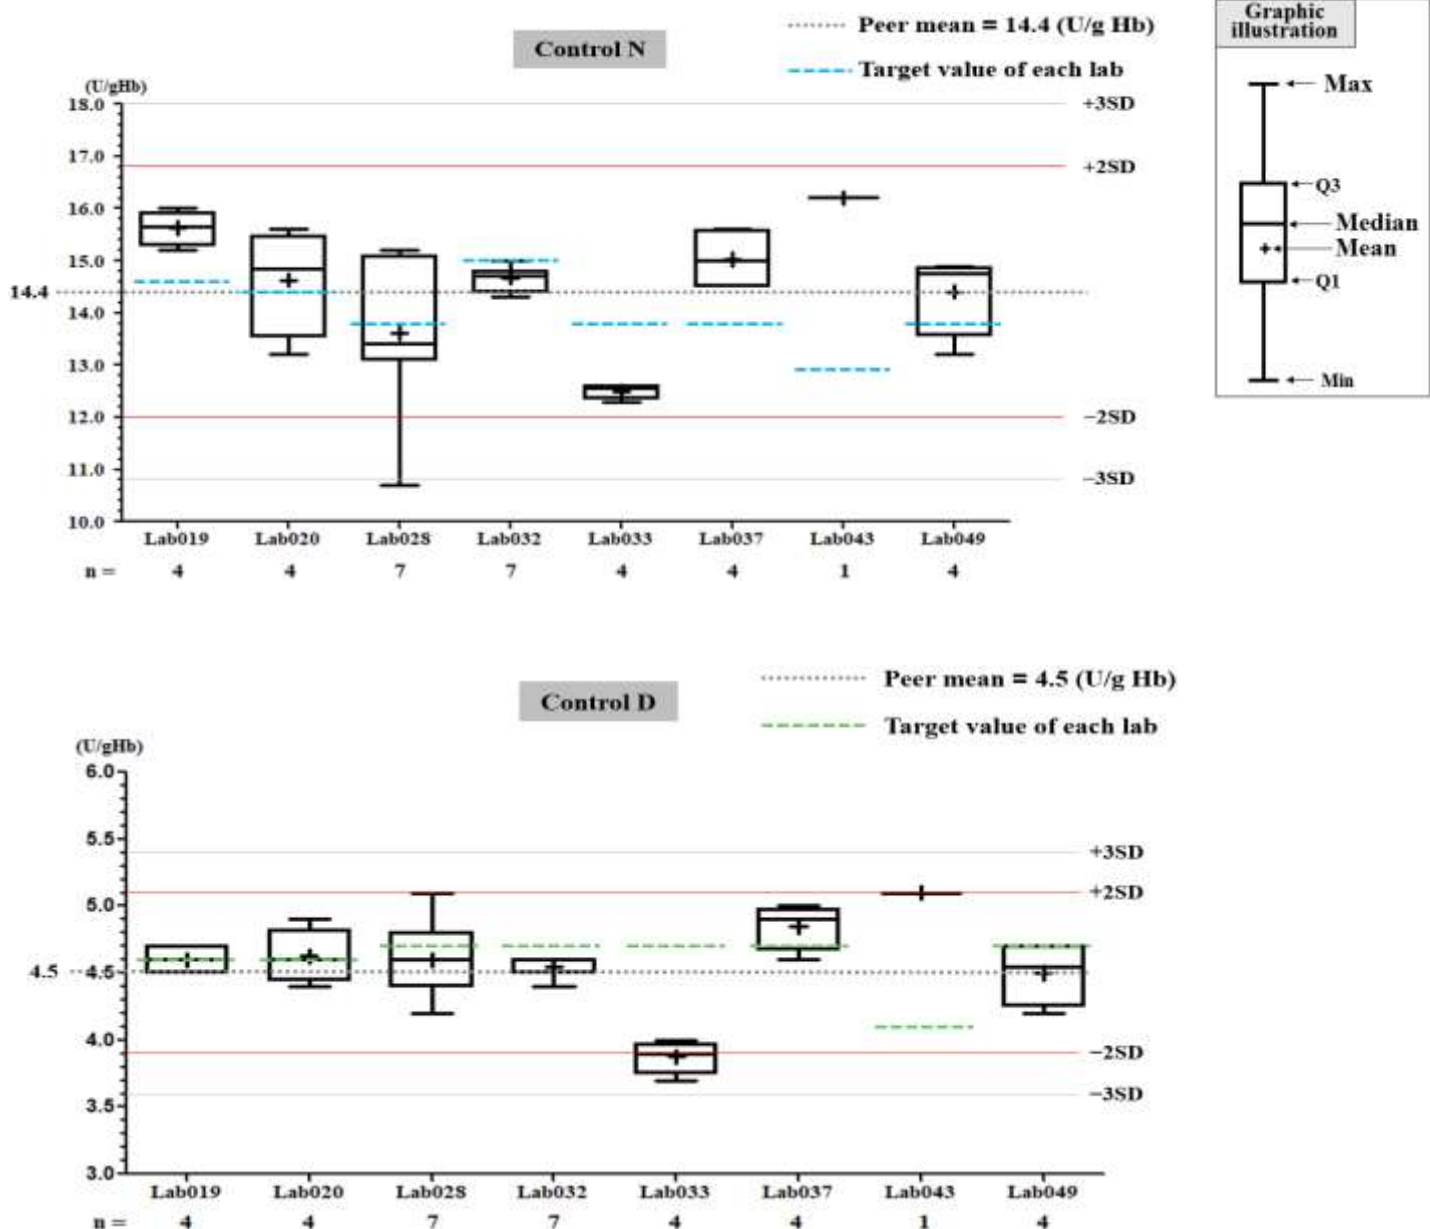 Control N
Peer mean = 14.4 (U/g Hb)
Target value of each lab
(U/gHb)
18.0
17.0
16.0
15.0
14.4
14.0
13.0
12.0
11.0
10.0
+3SD
+2SD
−2SD
−3SD
Lab019 Lab020 Lab028 Lab032 Lab033 Lab037 Lab043 Lab049
n = 4 4 7 7 4 4 1 4
Graphic
illustration
Max
Q3
Median
Mean
Q1
Min
Control D
Peer mean = 4.5 (U/g Hb)
Target value of each lab
(U/gHb)
6.0
5.5
5.0
4.5 4.5
4.0
3.5
3.0
+3SD
+2SD
−2SD
−3SD
Lab019 Lab020 Lab028 Lab032 Lab033 Lab037 Lab043 Lab049
n = 4 4 7 7 4 4 1 4